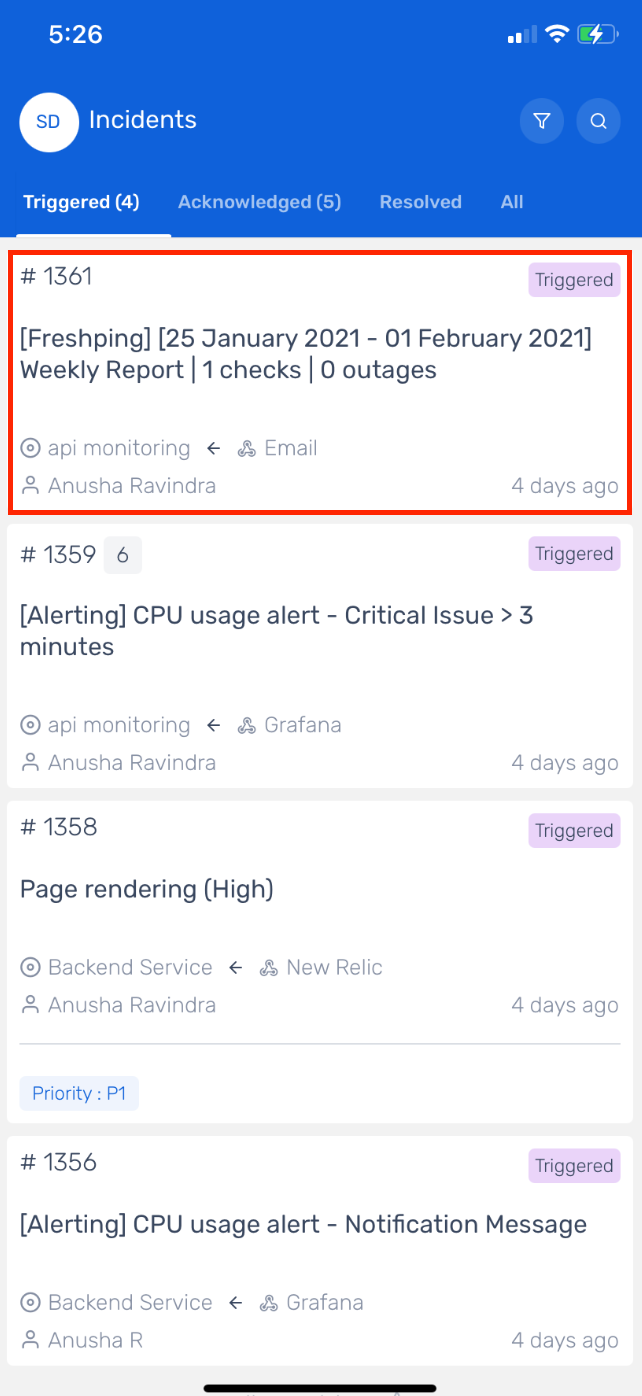 5:26
SD Incidents
Triggered (4) Acknowledged (5) Resolved All
# 1361 Triggered
[Freshping] [25 January 2021 - 01 February 2021]
Weekly Report | 1 checks | 0 outages
api monitoring ← Email
Anusha Ravindra 4 days ago
# 1359 6 Triggered
[Alerting] CPU usage alert - Critical Issue > 3
minutes
api monitoring ← Grafana
Anusha Ravindra 4 days ago
# 1358 Triggered
Page rendering (High)
Backend Service ← New Relic
Anusha Ravindra 4 days ago
Priority : P1
# 1356 Triggered
[Alerting] CPU usage alert - Notification Message
Backend Service ← Grafana
Anusha R 4 days ago